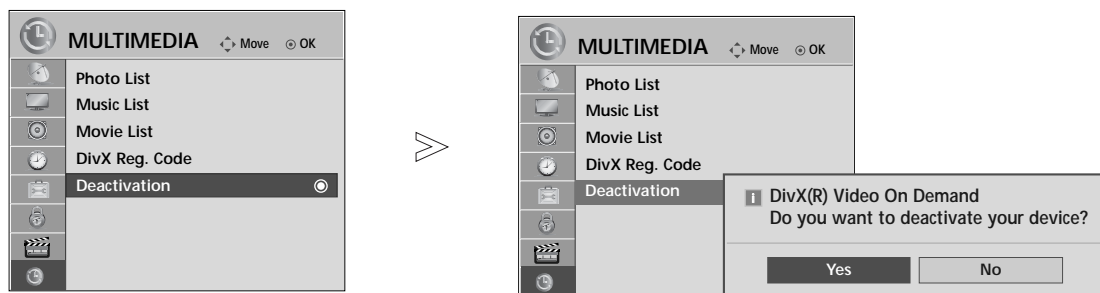 MULTIMEDIA Move OK
Photo List
Music List
Movie List
DivX Reg. Code
Deactivation
MULTIMEDIA Move OK
Photo List
Music List
Movie List
DivX Reg. Code
Deactivation
i DivX(R) Video On Demand
Do you want to deactivate your device?
Yes No